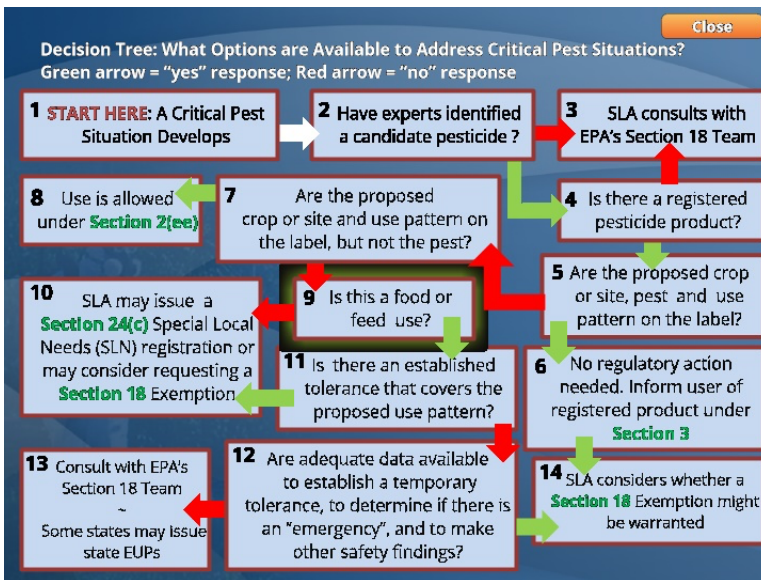 Close
Decision Tree: What Options are Available to Address Critical Pest Situations?
Green arrow = “yes” response; Red arrow = “no” response
1 START HERE: A Critical Pest
Situation Develops
2 Have experts identified
a candidate pesticide ?
3 SLA consults with
EPA’s Section 18 Team
4 Is there a registered
pesticide product?
5 Are the proposed crop
or site, pest and use
pattern on the label?
6 No regulatory action
needed. Inform user of
registered product under
Section 3
7 Are the proposed
crop or site and use pattern on
the label, but not the pest?
8 Use is allowed
under Section 2(ee)
9 Is this a food or
feed use?
10 SLA may issue a
Section 24(c) Special Local
Needs (SLN) registration or
may consider requesting a
Section 18 Exemption
11 Is there an established
tolerance that covers the
proposed use pattern?
12 Are adequate data available
to establish a temporary
tolerance, to determine if there is
an “emergency”, and to make
other safety findings?
13 Consult with EPA’s
Section 18 Team
~
Some states may issue
state EUPs
14 SLA considers whether a
Section 18 Exemption might
be warranted